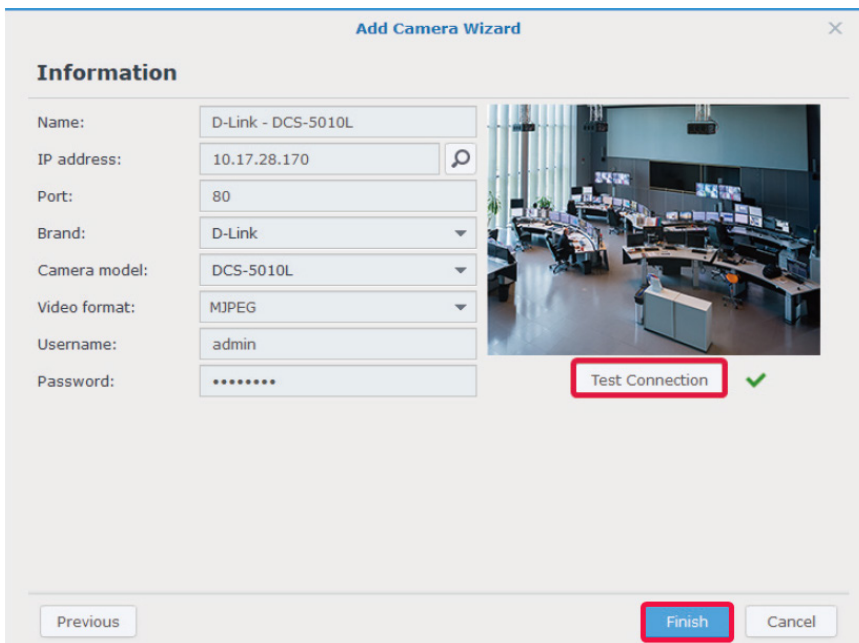 Add Camera Wizard
Information
Name: D-Link - DCS-5010L
IP address: 10.17.28.170
Port: 80
Brand: D-Link
Camera model: DCS-5010L
Video format: MJPEG
Username: admin
Password: ••••••••
Test Connection
Previous Finish Cancel